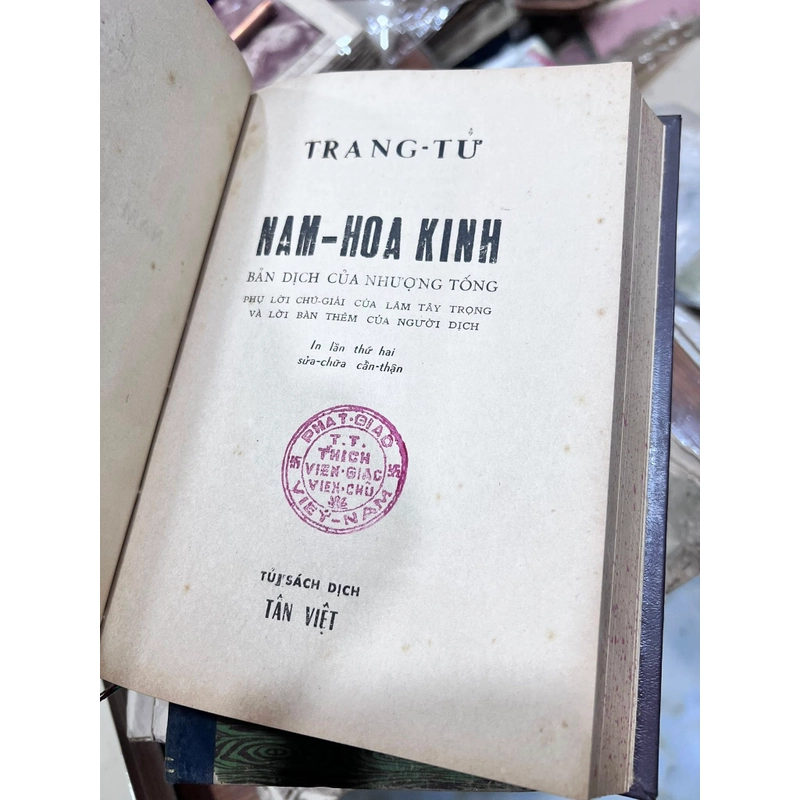 TRANG-TỬ
NAM-HOA KINH
BẢN DỊCH CỦA NHƯỢNG TỐNG
PHỤ LỜI CHÚ-GIẢI CỦA LÂM TÂY TRỌNG
VÀ LỜI BÀN THÊM CỦA NGƯỜI DỊCH
In lần thứ hai
sửa-chữa cẩn-thận
PHẬT-GIÁO
T.T.
THÍCH
VIÊN-GIÁC
VIỆN-CHỦ
VIỆT-NAM
TỦ SÁCH DỊCH
TÂN VIỆT